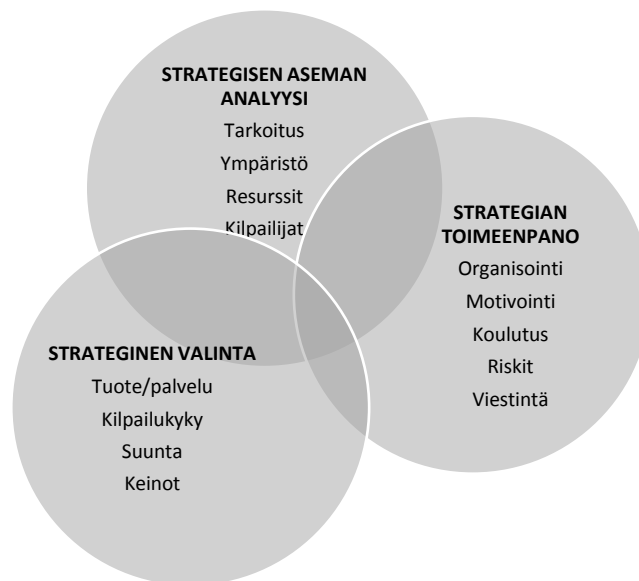 STRATEGISEN ASEMAN
ANALYYSI
Tarkoitus
Ympäristö
Resurssit
Kilpailijat
STRATEGIAN
TOIMEENPANO
Organisointi
Motivointi
Koulutus
Riskit
Viestintä
STRATEGINEN VALINTA
Tuote/palvelu
Kilpailukyky
Suunta
Keinot